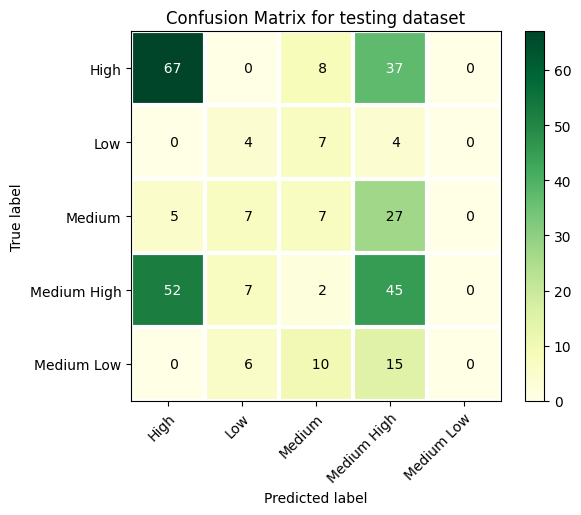 Confusion Matrix for testing dataset
High 67 0 8 37 0
Low 0 4 7 4 0
Medium 5 7 7 27 0
Medium High 52 7 2 45 0
Medium Low 0 6 10 15 0
True label
High Low Medium Medium High Medium Low
Predicted label
60
50
40
30
20
10
0